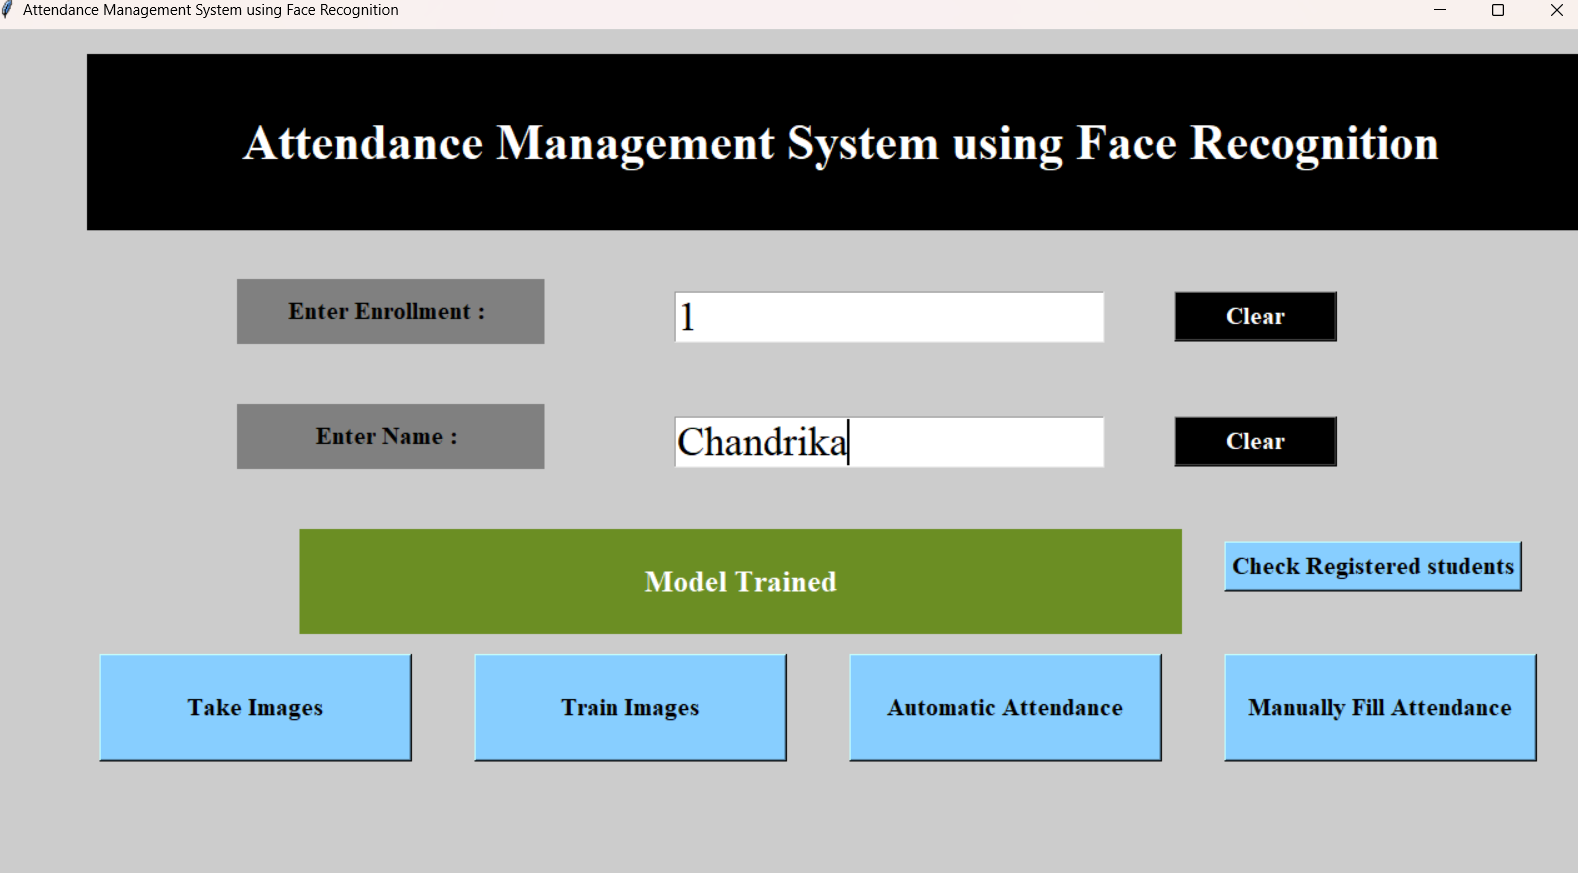 Attendance Management System using Face Recognition
Attendance Management System using Face Recognition
Enter Enrollment :
1
Clear
Enter Name :
Chandrika
Clear
Model Trained
Check Registered students
Take Images
Train Images
Automatic Attendance
Manually Fill Attendance